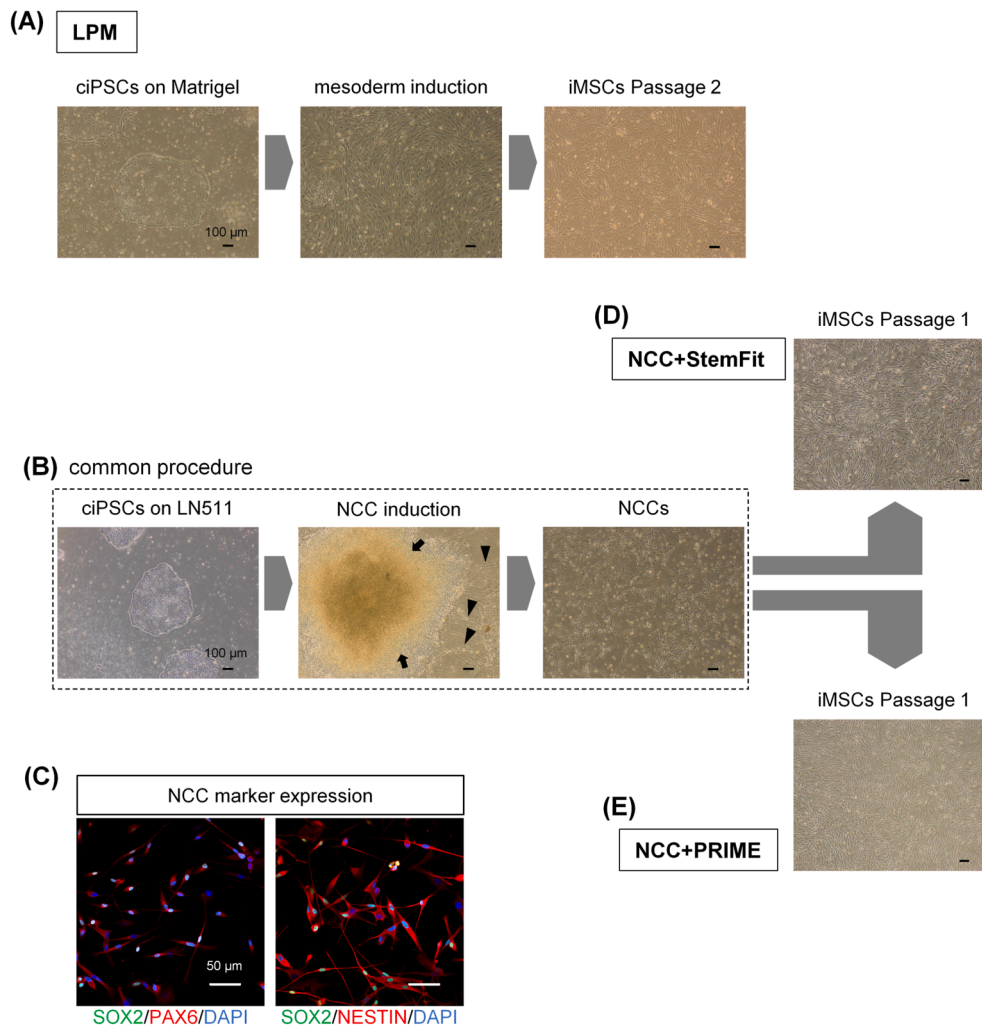 (A) LPM
ciPSCs on Matrigel
mesoderm induction
iMSCs Passage 2
100 µm
(D)
iMSCs Passage 1
NCC+StemFit
(B) common procedure
ciPSCs on LN511
NCC induction
NCCs
100 µm
iMSCs Passage 1
(C)
NCC marker expression
(E)
NCC+PRIME
50 µm
SOX2/PAX6/DAPI
SOX2/NESTIN/DAPI